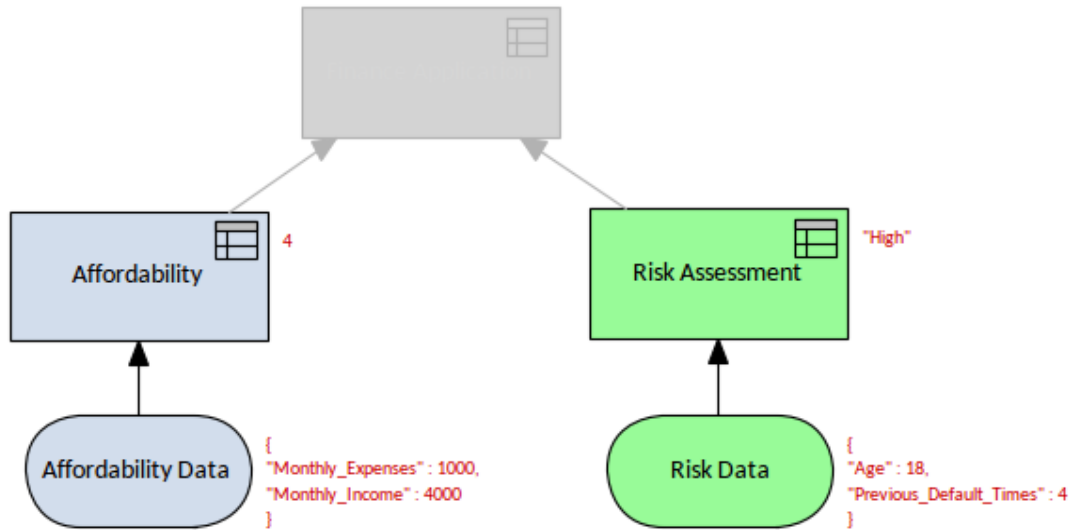 Affordability
4
Risk Assessment
"High"
Affordability Data
{
"Monthly_Expenses" : 1000,
"Monthly_Income" : 4000
}
Risk Data
{
"Age" : 18,
"Previous_Default_Times" : 4
}